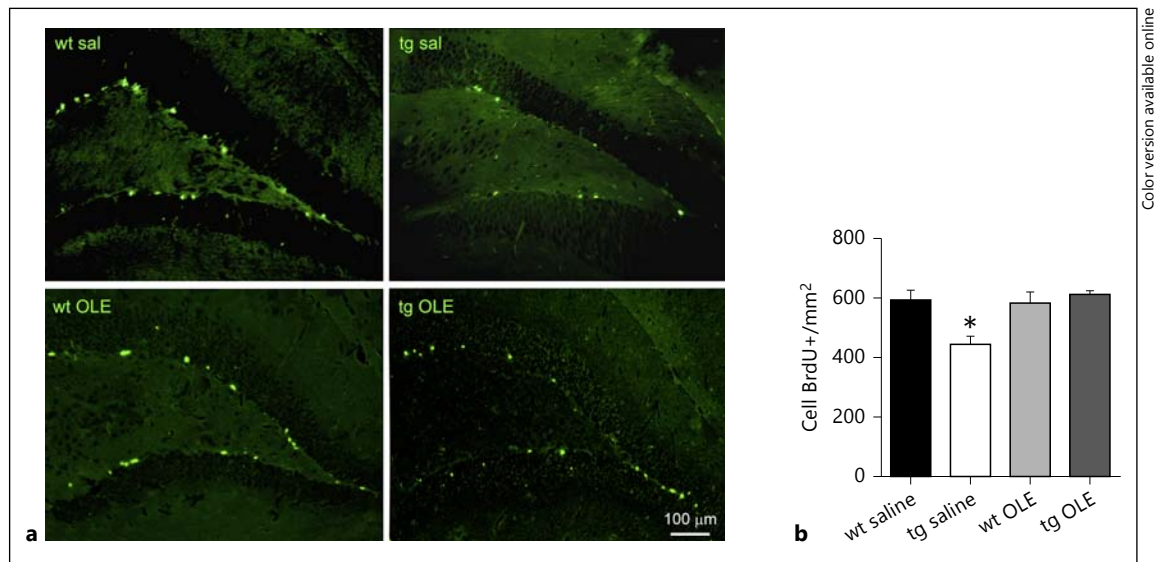 wt sal
tg sal
wt OLE
tg OLE
100 μm
a
Color version available online
800
600
400
200
0
Cell BrdU+/mm²
*
wt saline
tg saline
wt OLE
tg OLE
b